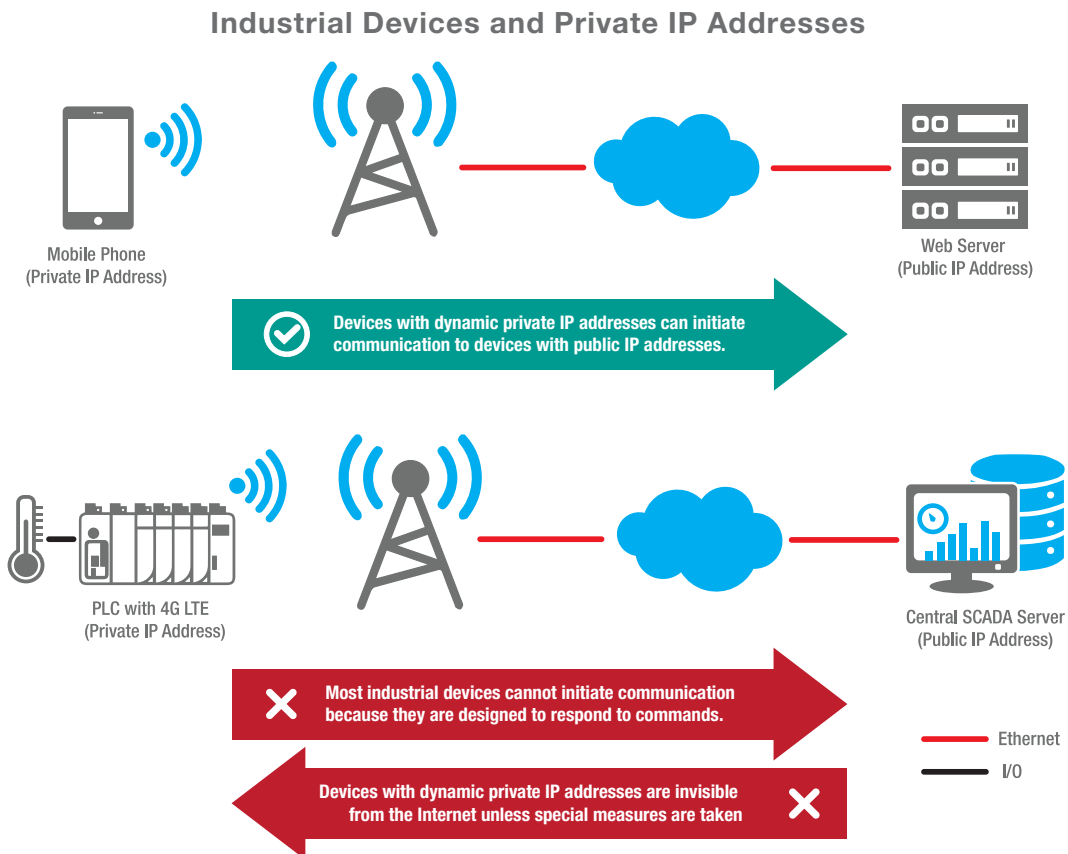 Industrial Devices and Private IP Addresses
Mobile Phone
(Private IP Address)
Web Server
(Public IP Address)
Devices with dynamic private IP addresses can initiate
communication to devices with public IP addresses.
PLC with 4G LTE
(Private IP Address)
Central SCADA Server
(Public IP Address)
Most industrial devices cannot initiate communication
because they are designed to respond to commands.
Ethernet
I/O
Devices with dynamic private IP addresses are invisible
from the Internet unless special measures are taken